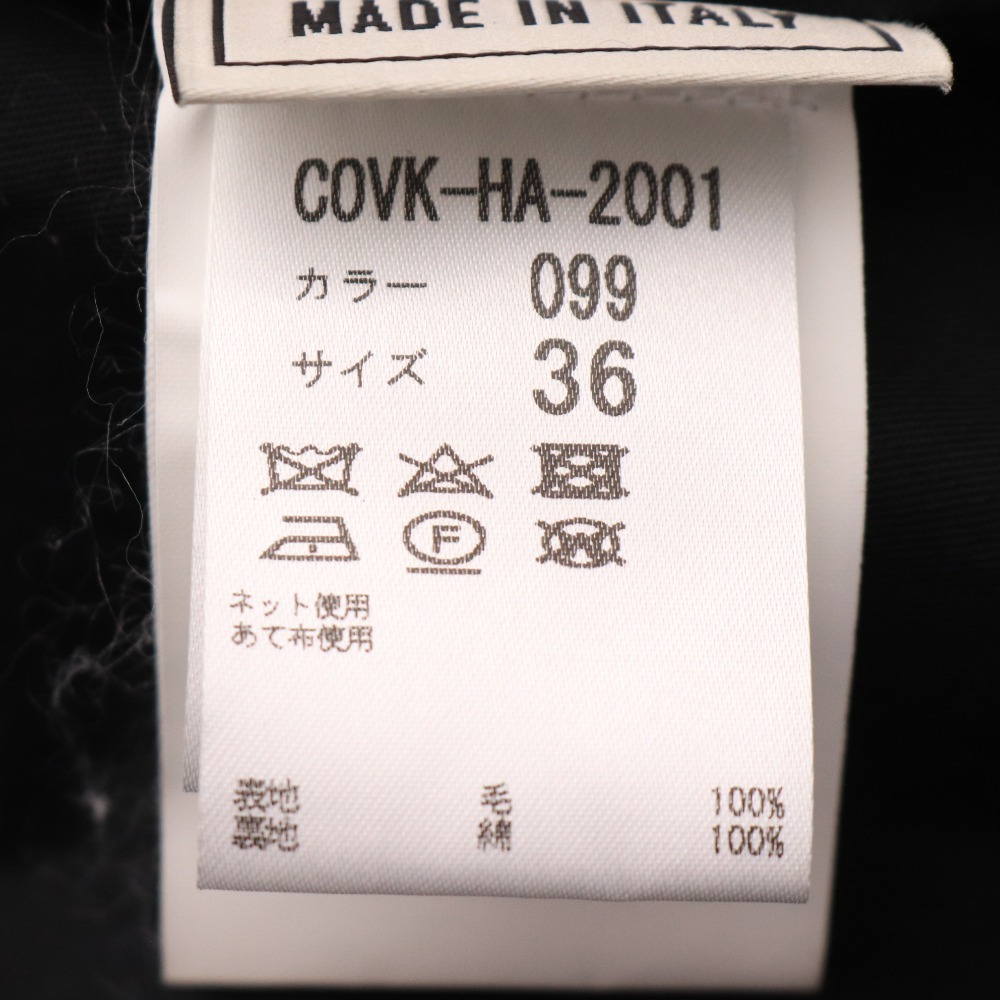 MADE IN ITALY
COVK-HA-2001
カラー 099
サイズ 36
F
W
ネット使用
あて布使用
表地 毛 100%
裏地 綿 100%